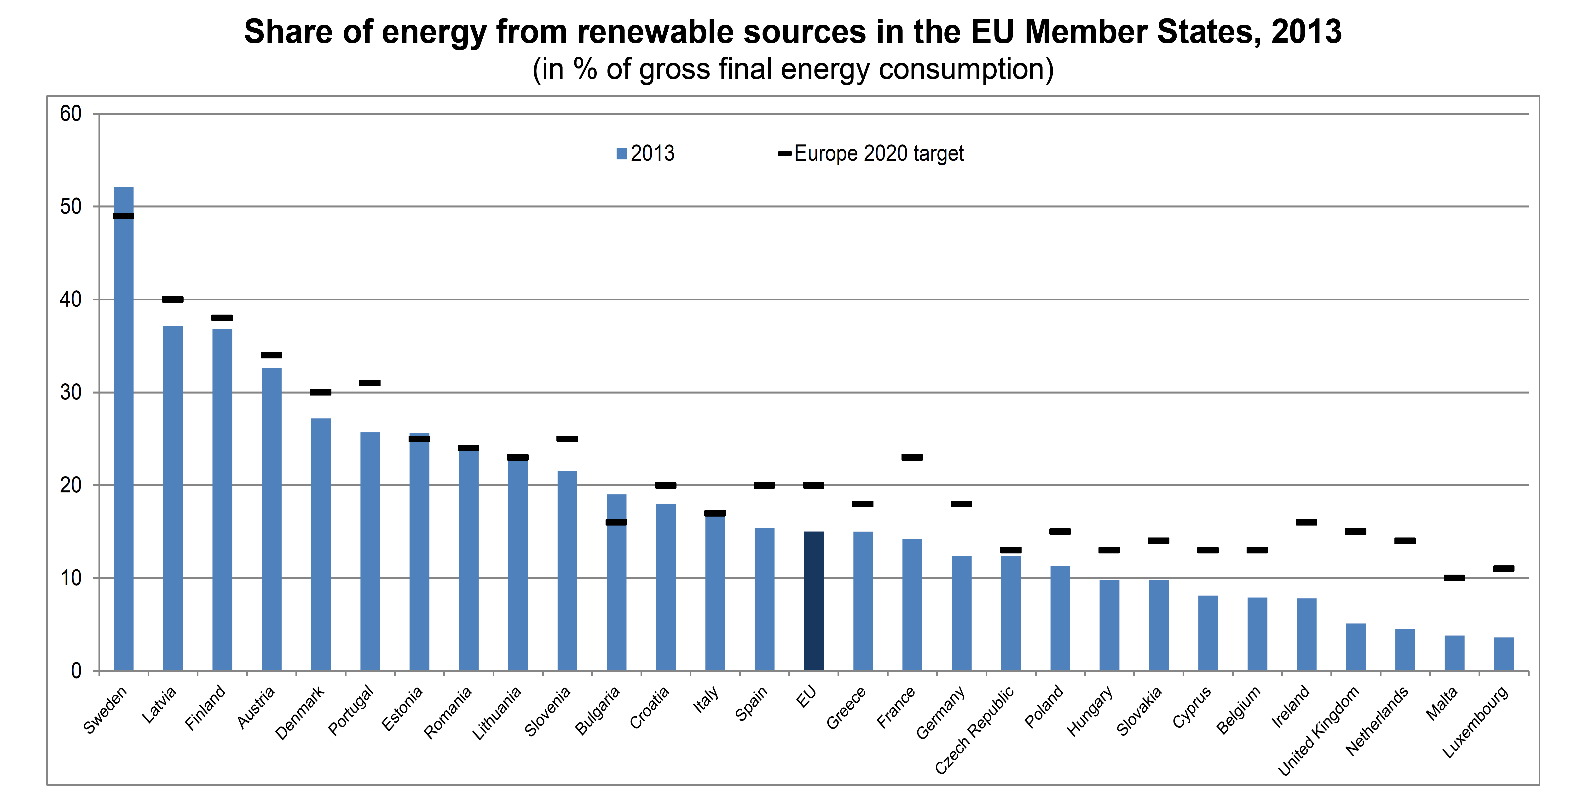 Share of energy from renewable sources in the EU Member States, 2013
(in % of gross final energy consumption)
60
2013
Europe 2020 target
50
40
30
20
10
0
Sweden
Latvia
Finland
Austria
Denmark
Portugal
Estonia
Romania
Lithuania
Slovenia
Bulgaria
Croatia
Italy
Spain
EU
Greece
France
Germany
Czech Republic
Poland
Hungary
Slovakia
Cyprus
Belgium
Ireland
United Kingdom
Netherlands
Malta
Luxembourg